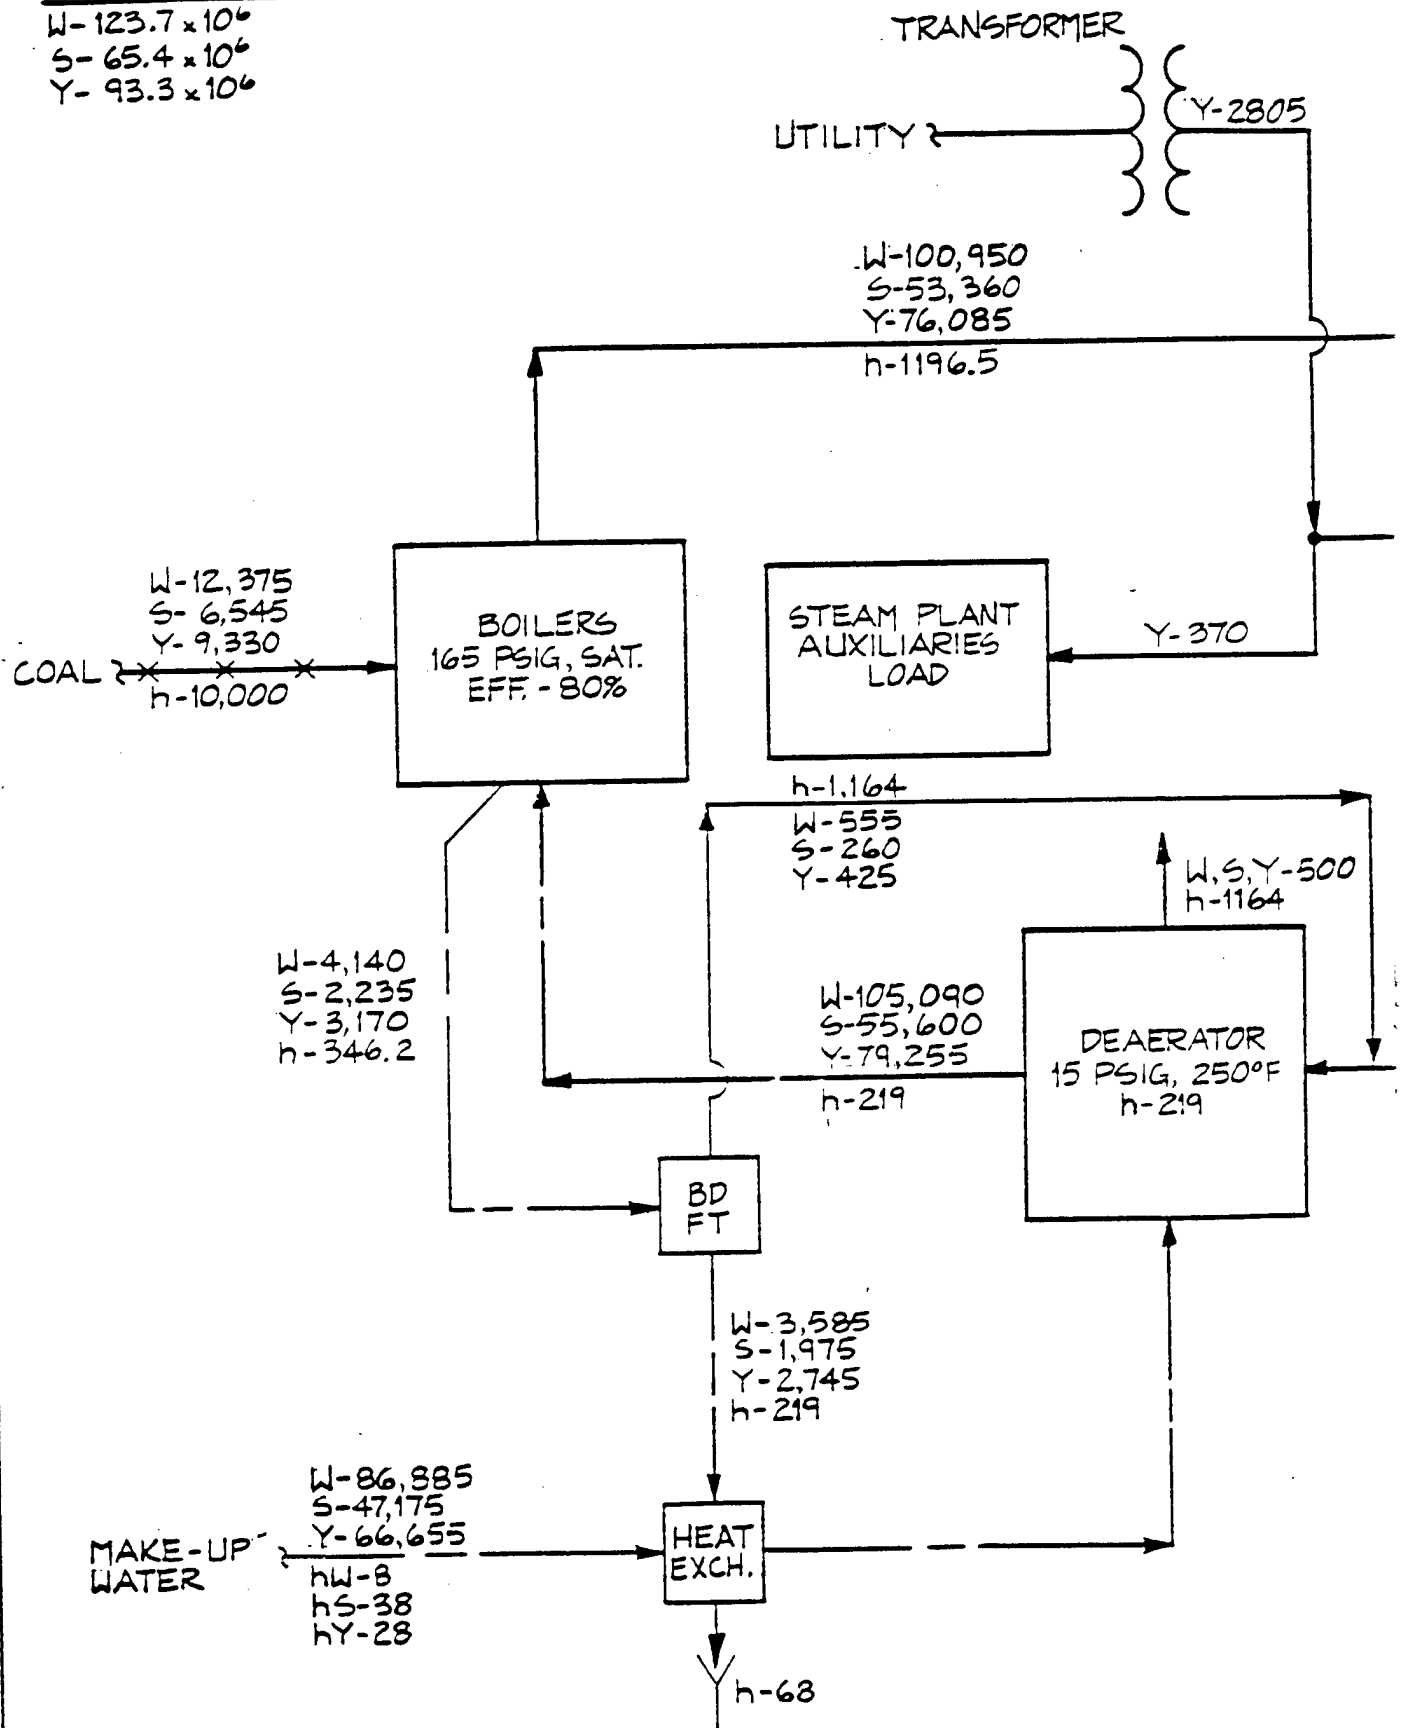 W-123.7 x 10⁶
S-65.4 x 10⁶
Y-93.3 x 10⁶
TRANSFORMER
UTILITY
Y-2805
W-100,950
S-53,360
Y-76,085
h-1196.5
W-12,375
S-6,545
Y-9,330
COAL
h-10,000
BOILERS
165 PSIG, SAT.
EFF. - 80%
STEAM PLANT
AUXILIARIES
LOAD
Y-370
h-1,164
W-555
S-260
Y-425
W,S,Y-500
h-1164
W-4,140
S-2,235
Y-3,170
h-346.2
W-105,090
S-55,600
Y-79,255
h-219
DEAERATOR
15 PSIG, 250°F
h-219
BD
FT
W-3,585
S-1,975
Y-2,745
h-219
W-86,885
S-47,175
Y-66,655
MAKE-UP
WATER
hW-8
hS-38
hY-28
HEAT
EXCH.
h-68